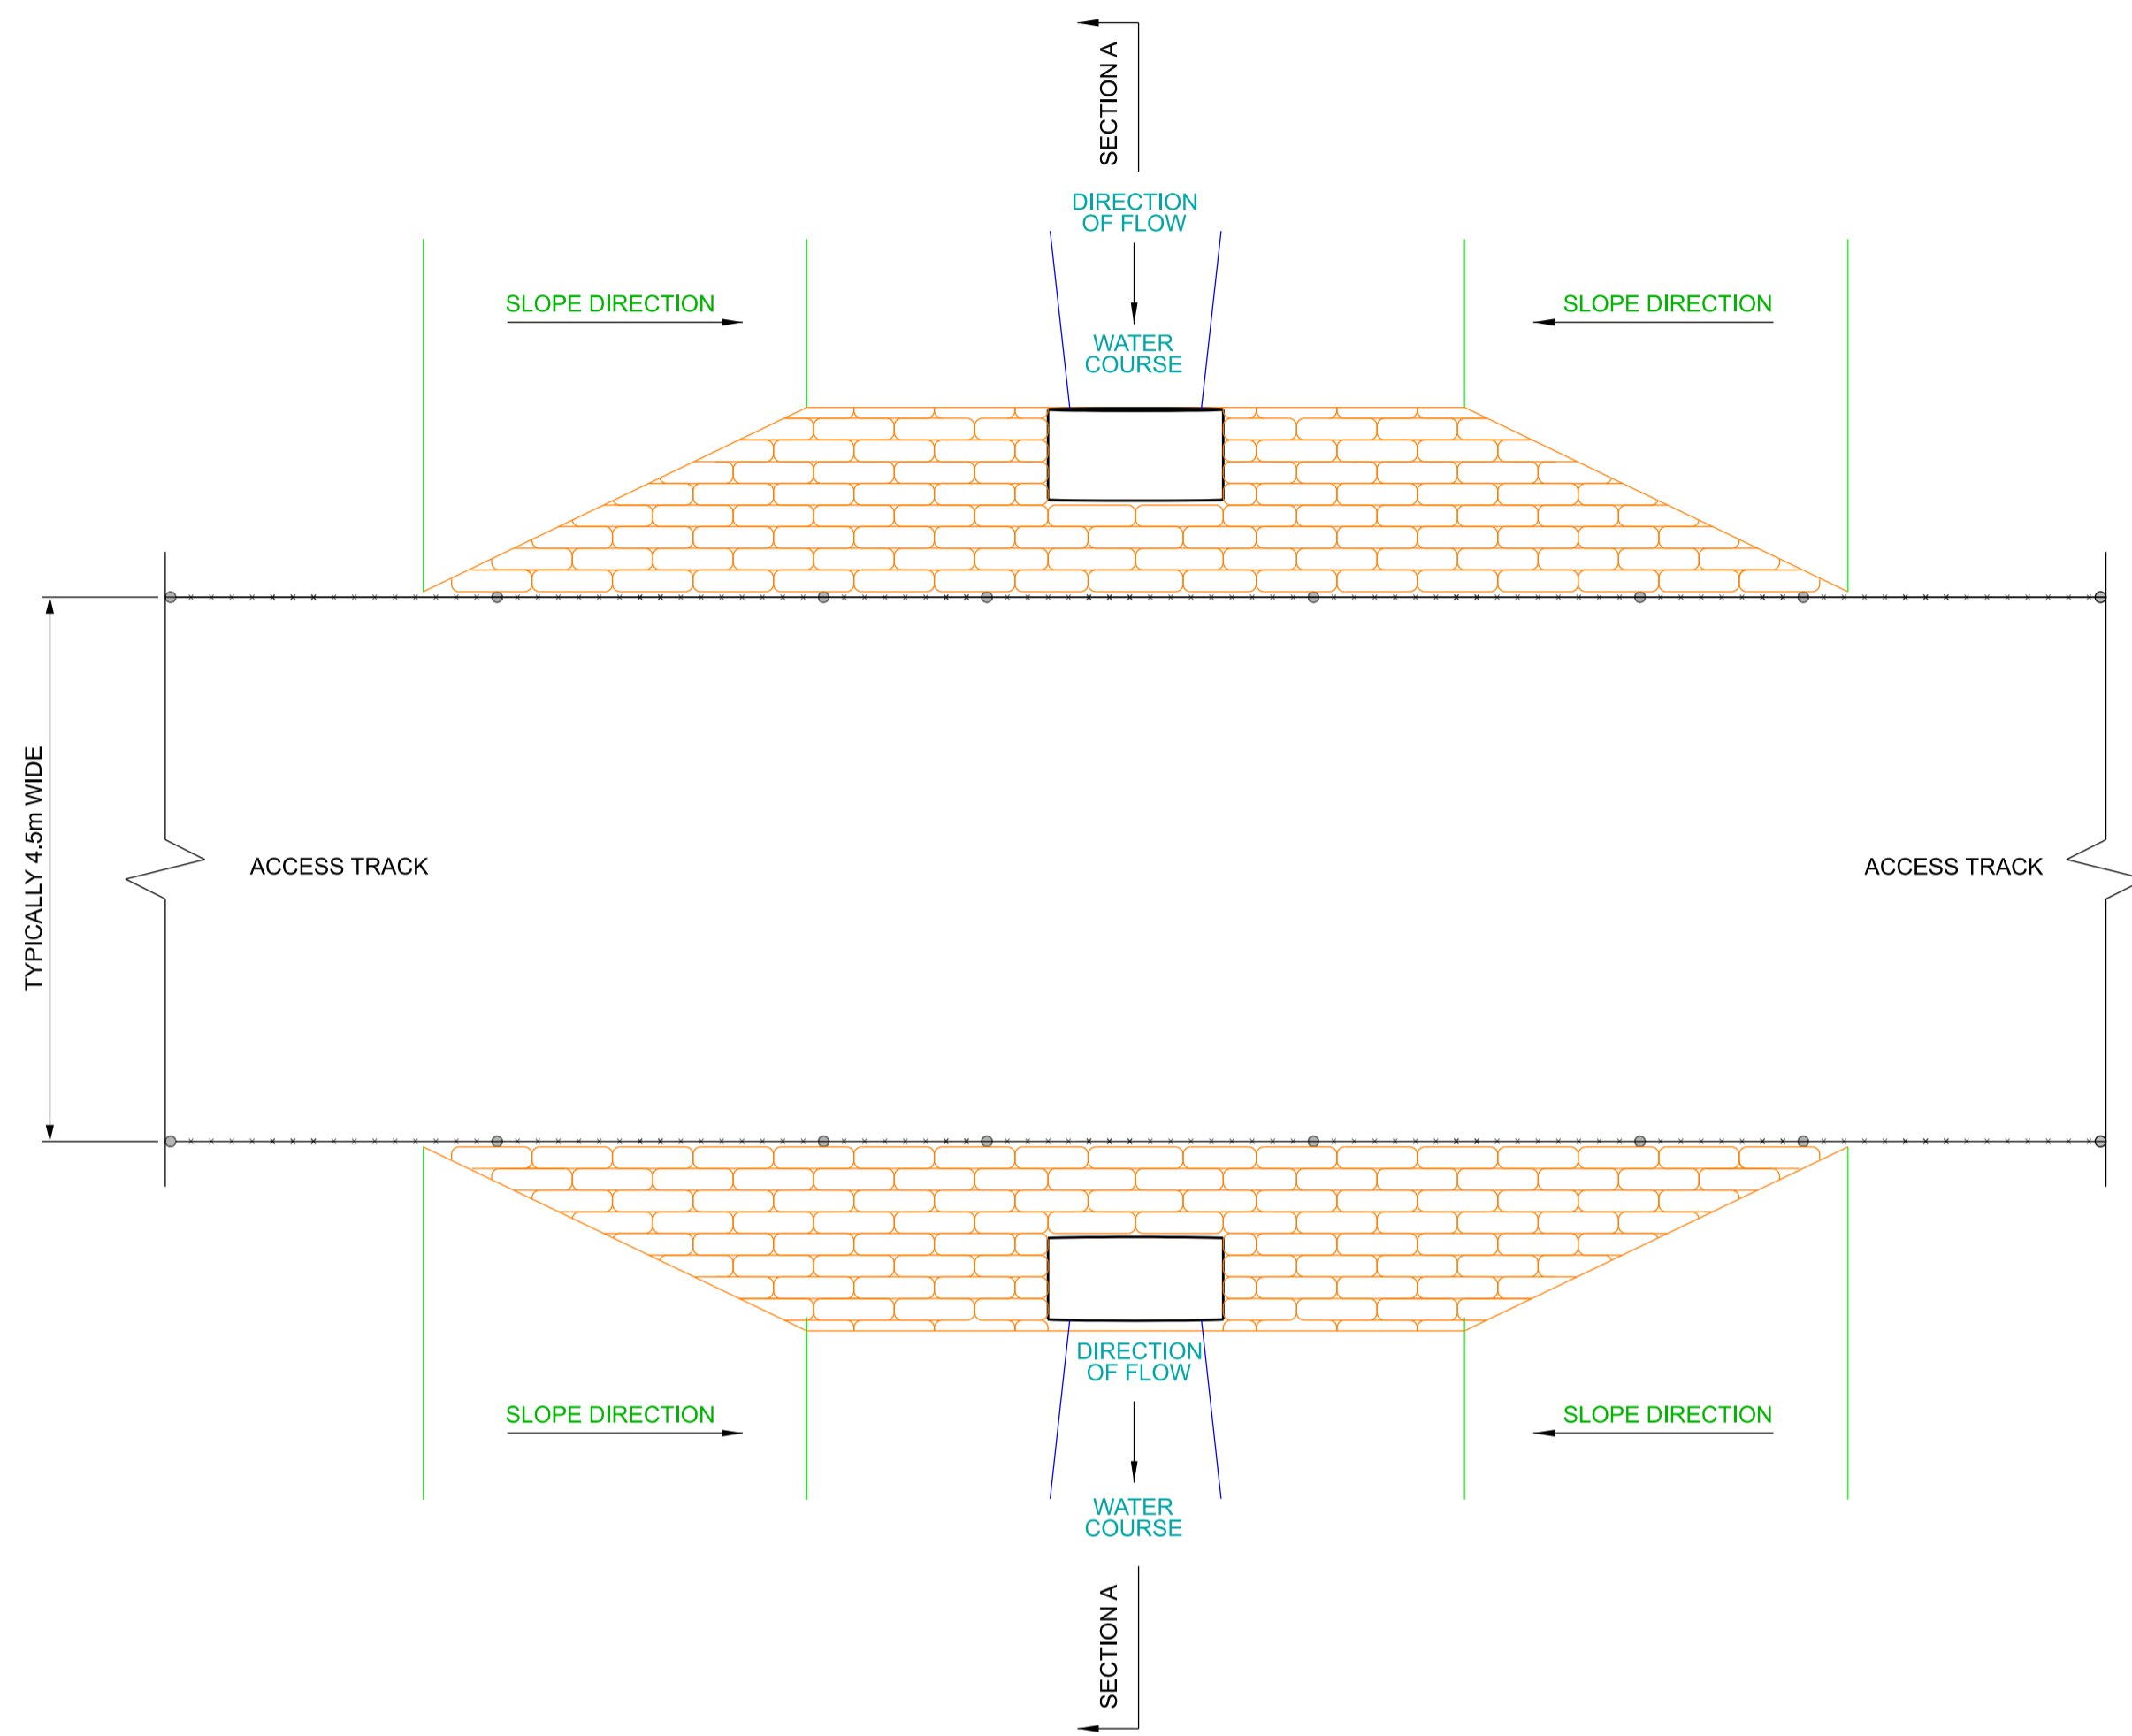 SECTION A
DIRECTION
OF FLOW
SLOPE DIRECTION
SLOPE DIRECTION
WATER
COURSE
TYPICALLY 4.5m WIDE
ACCESS TRACK
ACCESS TRACK
DIRECTION
OF FLOW
SLOPE DIRECTION
SLOPE DIRECTION
WATER
COURSE
SECTION A